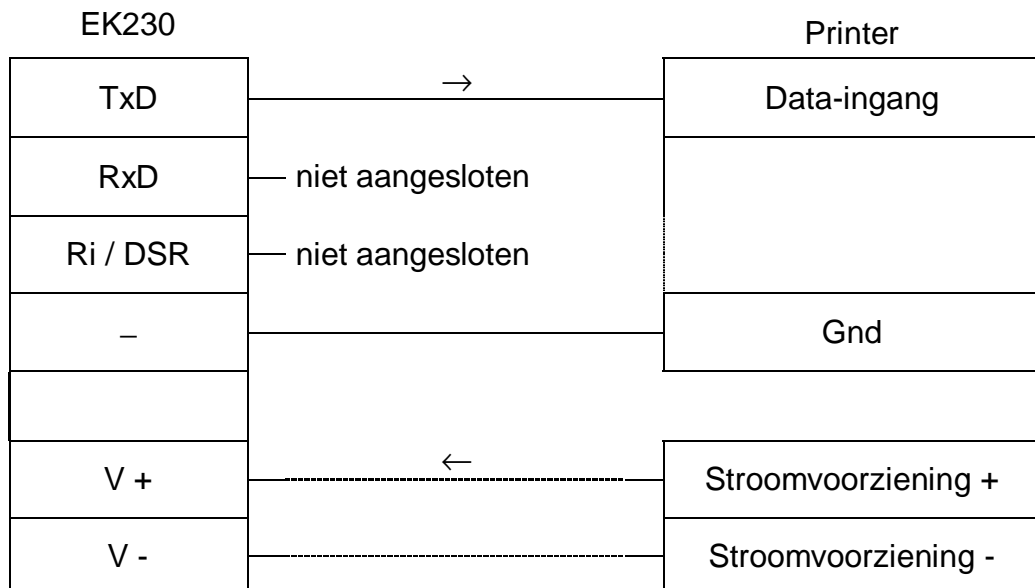 EK230
Printer
TxD
→
Data-ingang
RxD
niet aangesloten
Ri / DSR
niet aangesloten
–
Gnd
V +
←
Stroomvoorziening +
V -
Stroomvoorziening -